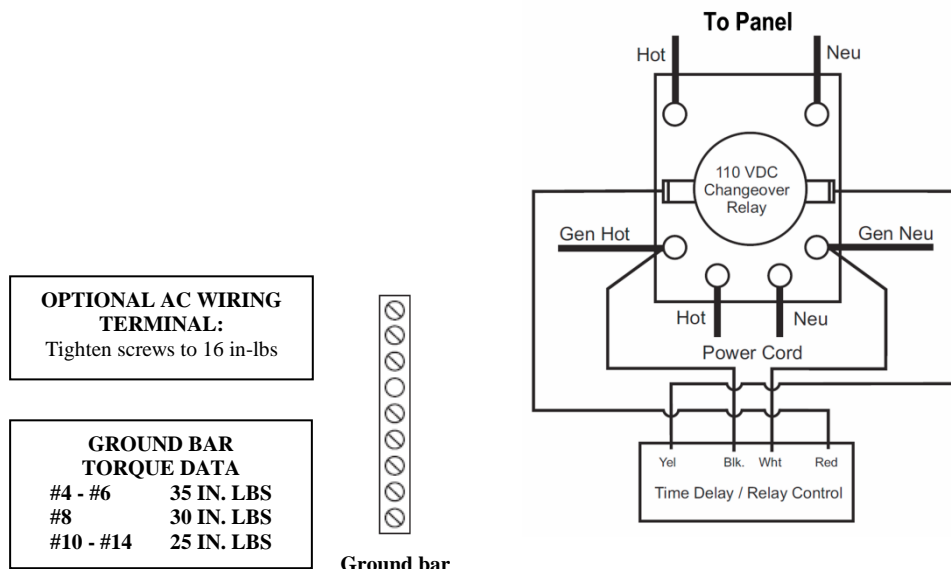 To Panel
Hot
Neu
110 VDC
Changeover
Relay
Gen Hot
Gen Neu
Hot
Neu
Power Cord
Yel
Blk.
Wht
Red
Time Delay / Relay Control
OPTIONAL AC WIRING
TERMINAL:
Tighten screws to 16 in-lbs
GROUND BAR
TORQUE DATA
#4 - #6 35 IN. LBS
#8 30 IN. LBS
#10 - #14 25 IN. LBS
Ground bar